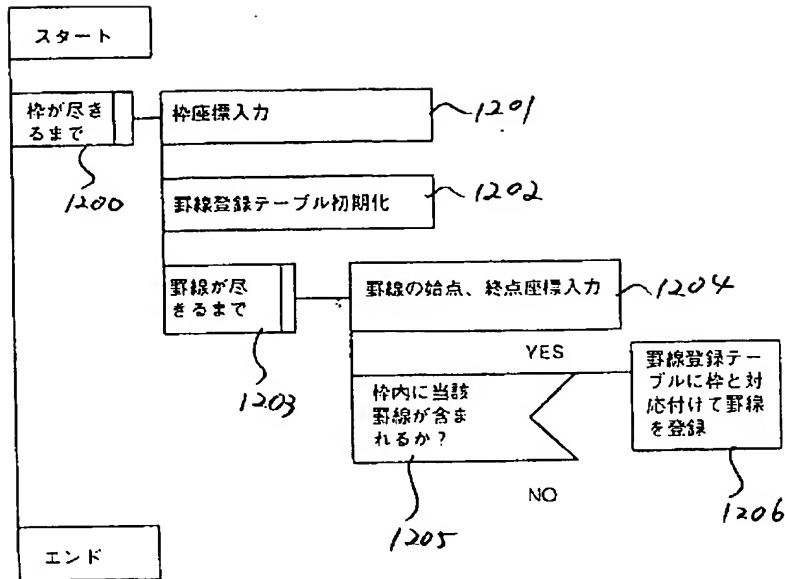 スタート
枠が尽き
るまで
1200
枠座標入力
1201
罫線登録テーブル初期化
1202
罫線が尽
きるまで
1203
罫線の始点、終点座標入力
1204
YES
枠内に当該
罫線が含ま
れるか?
1205
NO
罫線登録テー
ブルに枠と対
応付けて罫線
を登録
1206
エンド